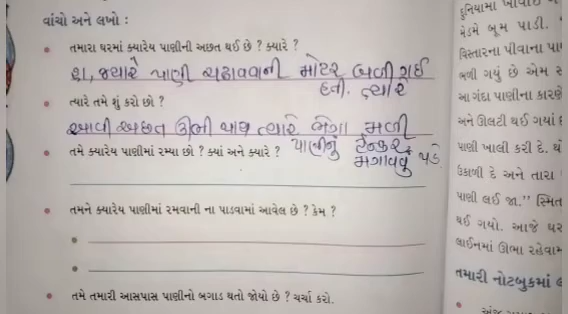 વાંચો અને લખો :
તમારા ઘરમાં ક્યારેય પાણીની અછત થઈ છે ? ક્યારે ?
હા, જ્યારે પાણી ચઢાવવાની મોટર બળી ગઈ
હતી. ત્યારે
ત્યારે તમે શું કરો છો ?
આવી અછત ઊભી થાય ત્યારે ભેગા મળી
પાણીનું ટેન્કર મગાવવું પડે.
તમે ક્યારેય પાણીમાં રમ્યા છો ? ક્યાં અને ક્યારે ?
તમને ક્યારેય પાણીમાં રમવાની ના પાડવામાં આવેલ છે ? કેમ ?
તમે તમારી આસપાસ પાણીનો બગાડ થતો જોયો છે ? ચર્ચા કરો.
દુનિયામાં
મેડમે બૂમ પાડી.
વિસ્તારના પીવાના
ભળી ગયું છે એમ
આ ગંદા પાણીના કારણે
અને ઊલટી થઈ ગયાં
પાણી ખાલી કરી દે.
ઉકાળી દે અને તારા
પાણી લઈ જા.'' સ્મિત
થઈ ગયો. આજે ઘર
લાઈનમાં ઊભા રહેવામ
તમારી નોટબુકમાં